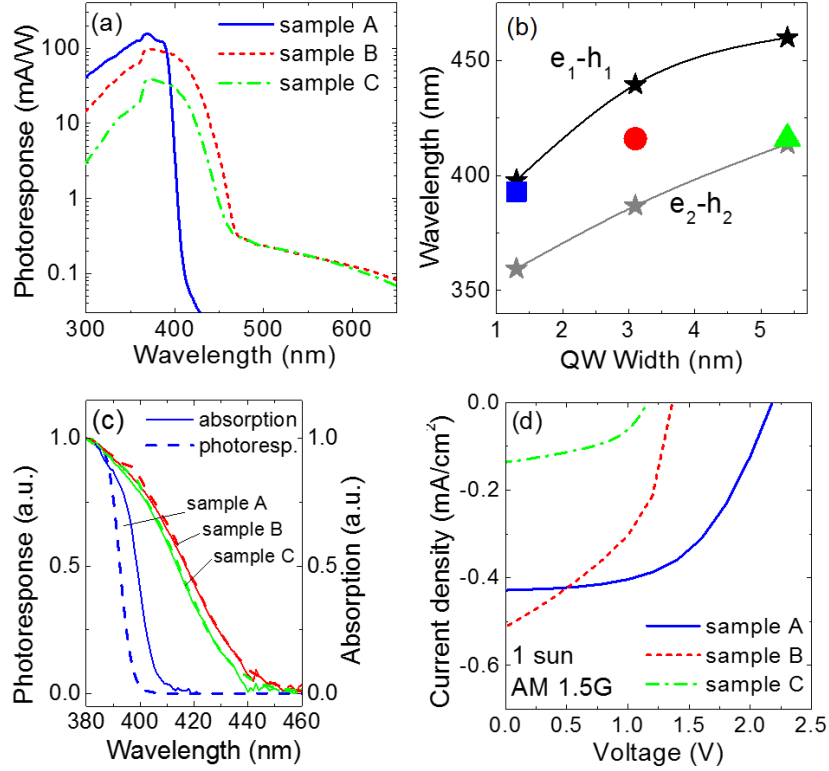 (a)
sample A
sample B
sample C
100
10
1
0.1
Photoresponse (mA/W)
300 400 500 600
Wavelength (nm)
(b)
e₁-h₁
e₂-h₂
450
400
350
Wavelength (nm)
1 2 3 4 5
QW Width (nm)
(c)
absorption
photoresp.
sample A
sample B
sample C
1.0
0.5
0.0
Photoresponse (a.u.)
1.0
0.5
0.0
Absorption (a.u.)
380 400 420 440 460
Wavelength (nm)
(d)
0.0
-0.2
-0.4
-0.6
Current density (mA/cm²)
sample A
sample B
sample C
1 sun
AM 1.5G
0.0 0.5 1.0 1.5 2.0 2.5
Voltage (V)